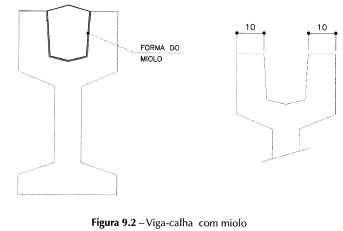 10
10
FORMA DO
MIOLO
Figura 9.2 – Viga-calha com miolo